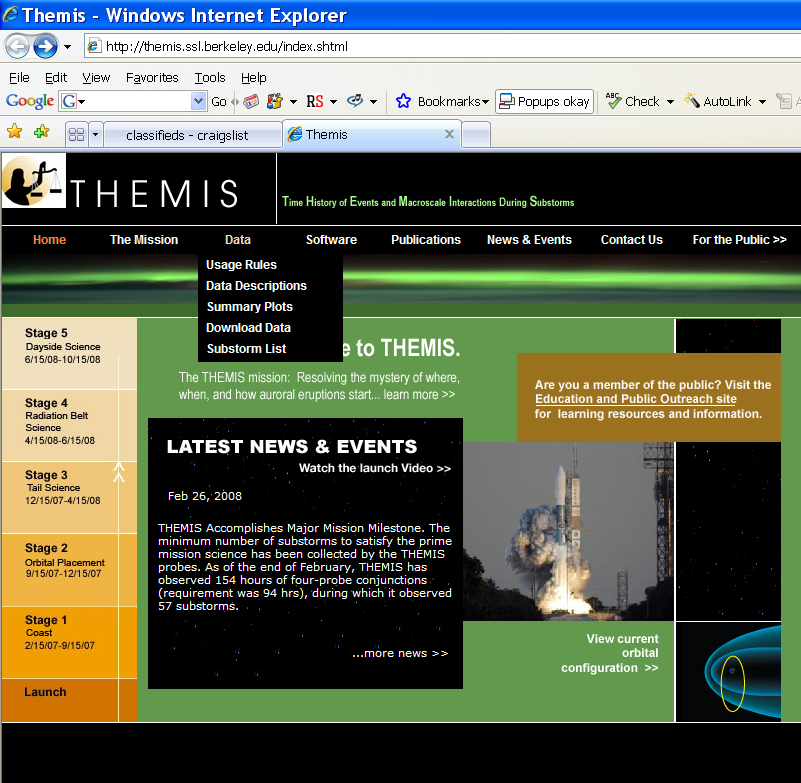 Themis - Windows Internet Explorer
http://themis.ssl.berkeley.edu/index.shtml
File Edit View Favorites Tools Help
Google G Go RS Bookmarks Popups okay ABC Check AutoLink
classifieds - craigslist Themis
THEMIS
Time History of Events and Macroscale Interactions During Substorms
Home The Mission Data Software Publications News & Events Contact Us For the Public >>
Usage Rules
Data Descriptions
Summary Plots
Download Data
Substorm List
Stage 5
Dayside Science
6/15/08-10/15/08
Stage 4
Radiation Belt
Science
4/15/08-6/15/08
Stage 3
Tail Science
12/15/07-4/15/08
Stage 2
Orbital Placement
9/15/07-12/15/07
Stage 1
Coast
2/15/07-9/15/07
Launch
e to THEMIS.
The THEMIS mission: Resolving the mystery of where,
when, and how auroral eruptions start... learn more >>
Are you a member of the public? Visit the
Education and Public Outreach site
for learning resources and information.
LATEST NEWS & EVENTS
Watch the launch Video >>
Feb 26, 2008
THEMIS Accomplishes Major Mission Milestone. The
minimum number of substorms to satisfy the prime
mission science has been collected by the THEMIS
probes. As of the end of February, THEMIS has
observed 154 hours of four-probe conjunctions
(requirement was 94 hrs), during which it observed
57 substorms.
...more news >>
View current
orbital
configuration >>